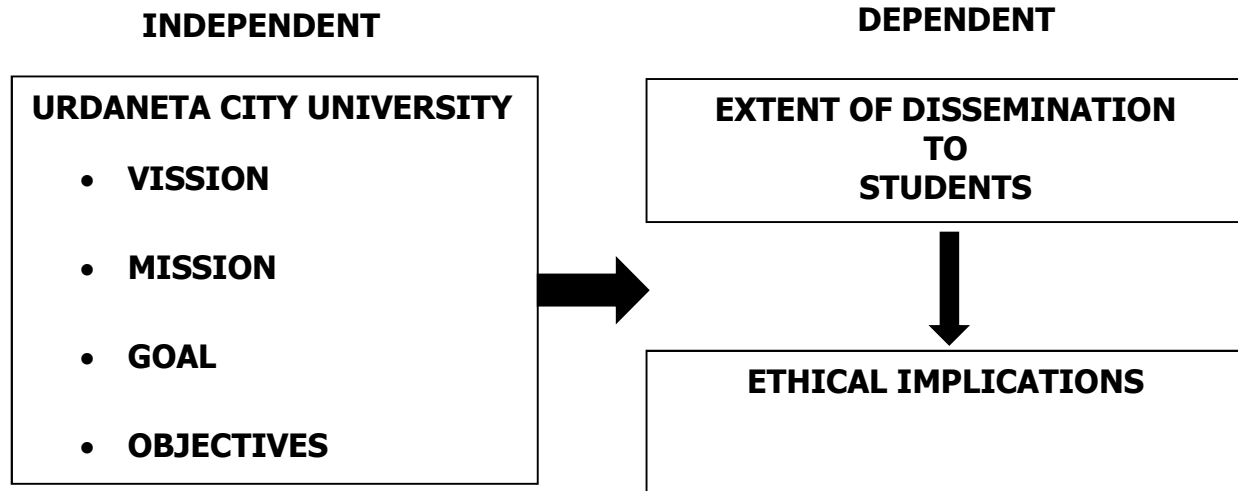 INDEPENDENT
URDANETA CITY UNIVERSITY
• VISSION
• MISSION
• GOAL
• OBJECTIVES
DEPENDENT
EXTENT OF DISSEMINATION
TO
STUDENTS
ETHICAL IMPLICATIONS